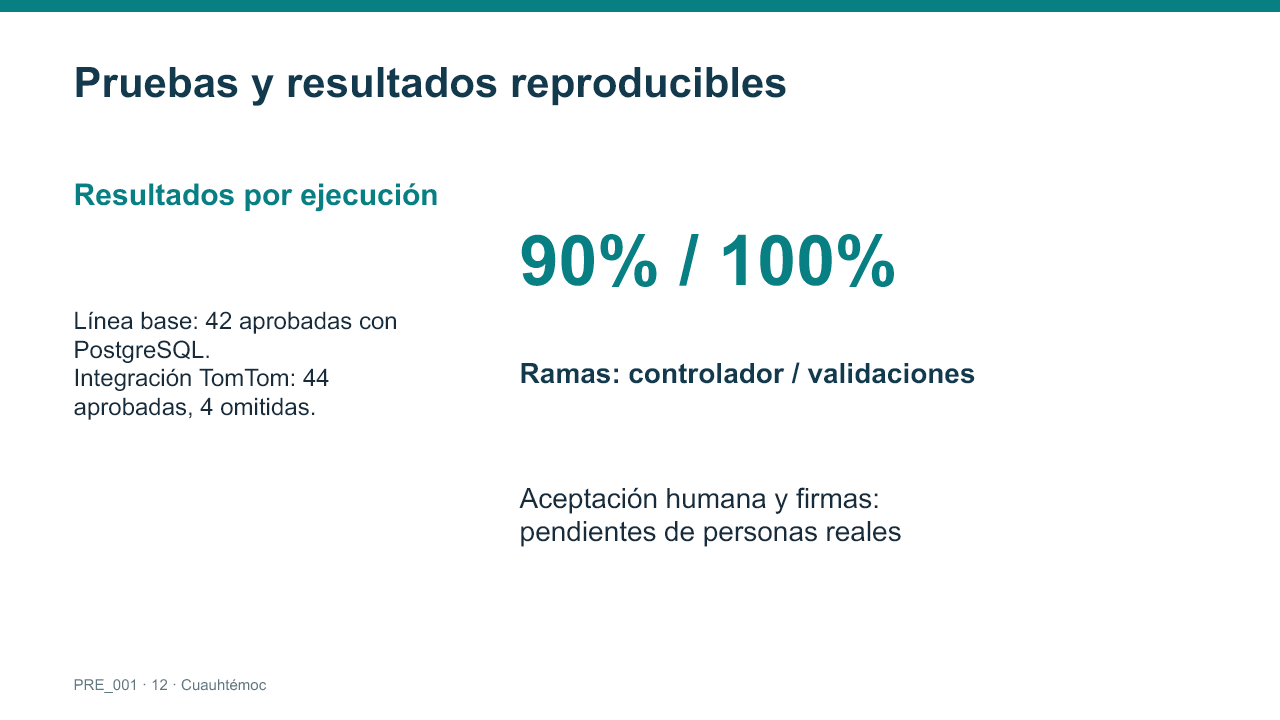 Pruebas y resultados reproducibles
Resultados por ejecución
Línea base: 42 aprobadas con
PostgreSQL.
Integración TomTom: 44
aprobadas, 4 omitidas.
90% / 100%
Ramas: controlador / validaciones
Aceptación humana y firmas:
pendientes de personas reales
PRE_001 · 12 · Cuauhtémoc